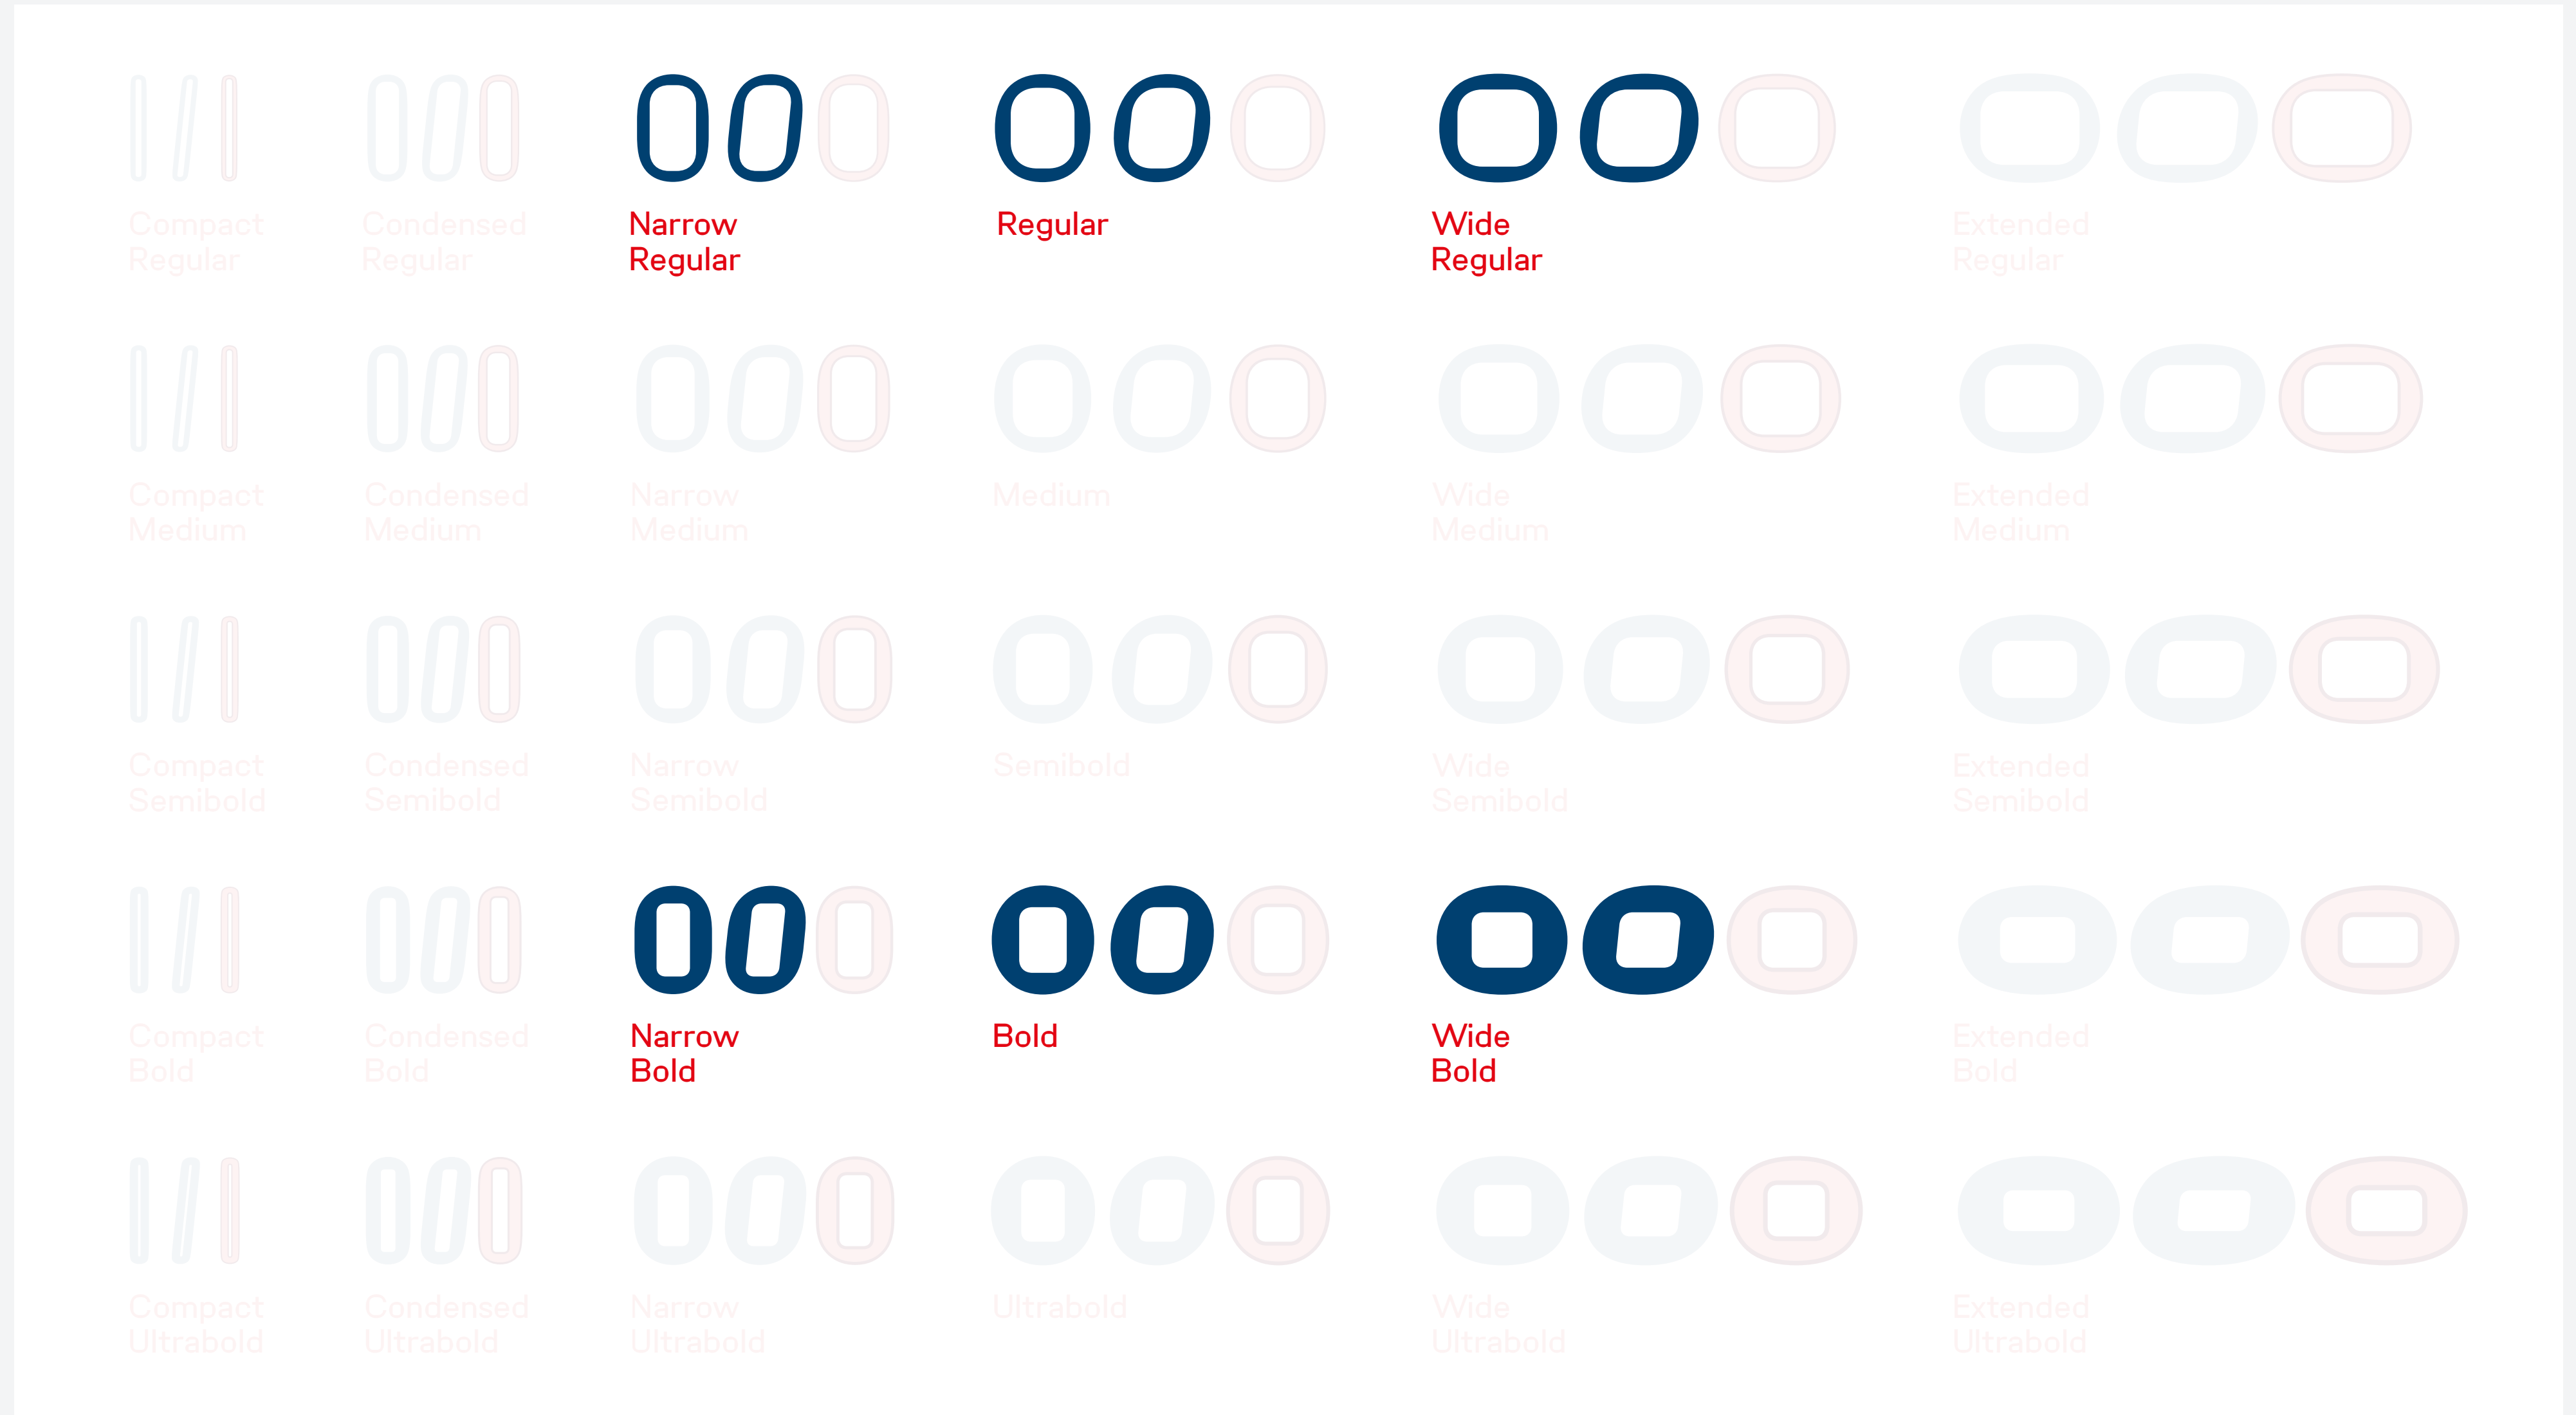 Compact
Regular
Condensed
Regular
Narrow
Regular
Regular
Wide
Regular
Extended
Regular
Compact
Medium
Condensed
Medium
Narrow
Medium
Medium
Wide
Medium
Extended
Medium
Compact
Semibold
Condensed
Semibold
Narrow
Semibold
Semibold
Wide
Semibold
Extended
Semibold
Compact
Bold
Condensed
Bold
Narrow
Bold
Bold
Wide
Bold
Extended
Bold
Compact
Ultrabold
Condensed
Ultrabold
Narrow
Ultrabold
Ultrabold
Wide
Ultrabold
Extended
Ultrabold